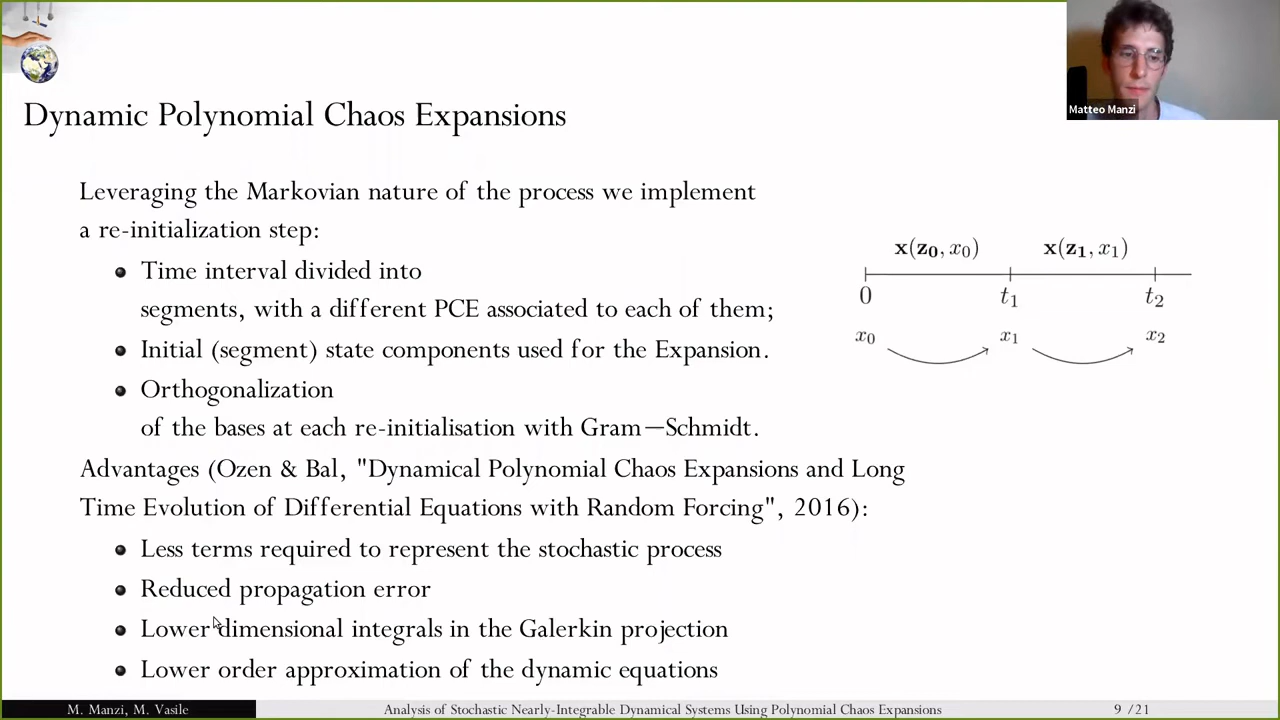 Matteo Manzi
Dynamic Polynomial Chaos Expansions
Leveraging the Markovian nature of the process we implement
a re-initialization step:
Time interval divided into
segments, with a different PCE associated to each of them;
Initial (segment) state components used for the Expansion.
Orthogonalization
of the bases at each re-initialisation with Gram—Schmidt.
x(z₀, x₀) x(z₁, x₁)
0 t₁ t₂
x₀ x₁ x₂
Advantages (Ozen & Bal, "Dynamical Polynomial Chaos Expansions and Long
Time Evolution of Differential Equations with Random Forcing", 2016):
Less terms required to represent the stochastic process
Reduced propagation error
Lower dimensional integrals in the Galerkin projection
Lower order approximation of the dynamic equations
M. Manzi, M. Vasile Analysis of Stochastic Nearly-Integrable Dynamical Systems Using Polynomial Chaos Expansions 9 /21